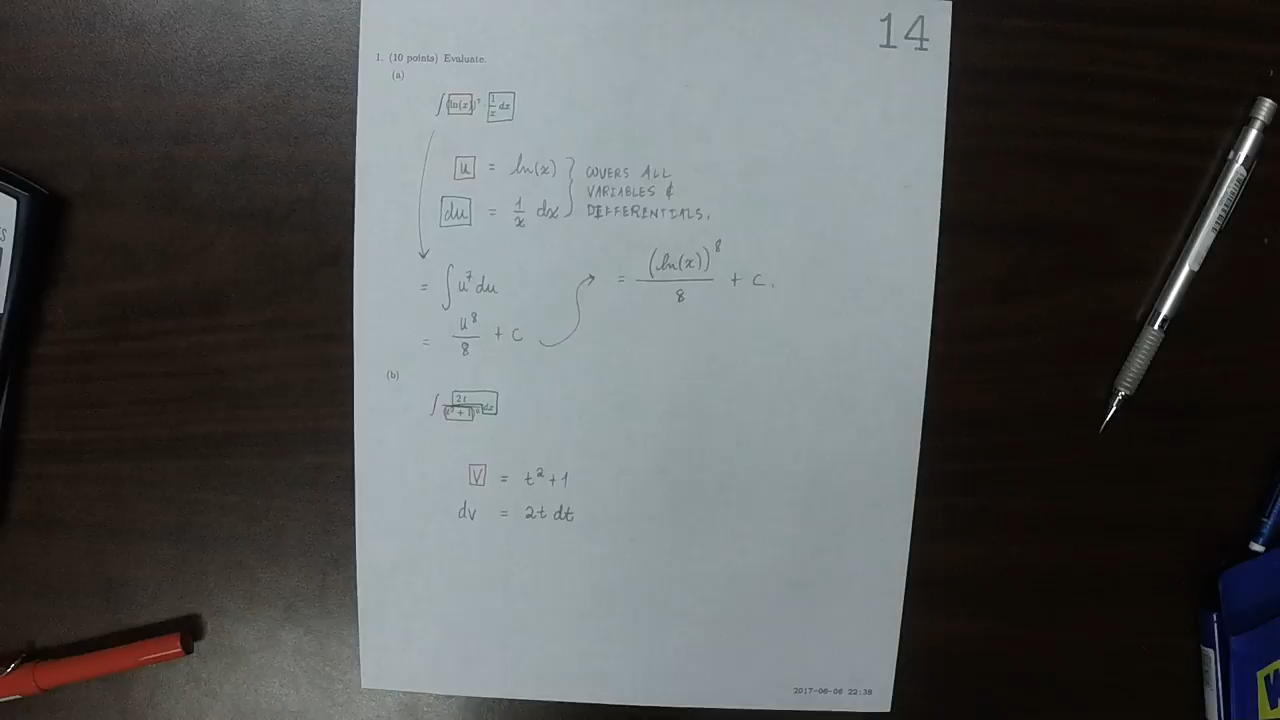 14
1. (10 points) Evaluate.
(a)
∫(ln(x))⁷ · 1/x dx
u = ln(x)
du = 1/x dx
COVERS ALL
VARIABLES &
DIFFERENTIALS.
= ∫ u⁷ du
= u⁸/8 + C
= (ln(x))⁸/8 + C.
(b)
∫ 2t
V = t² + 1
dv = 2t dt
2017-06-06 22:38